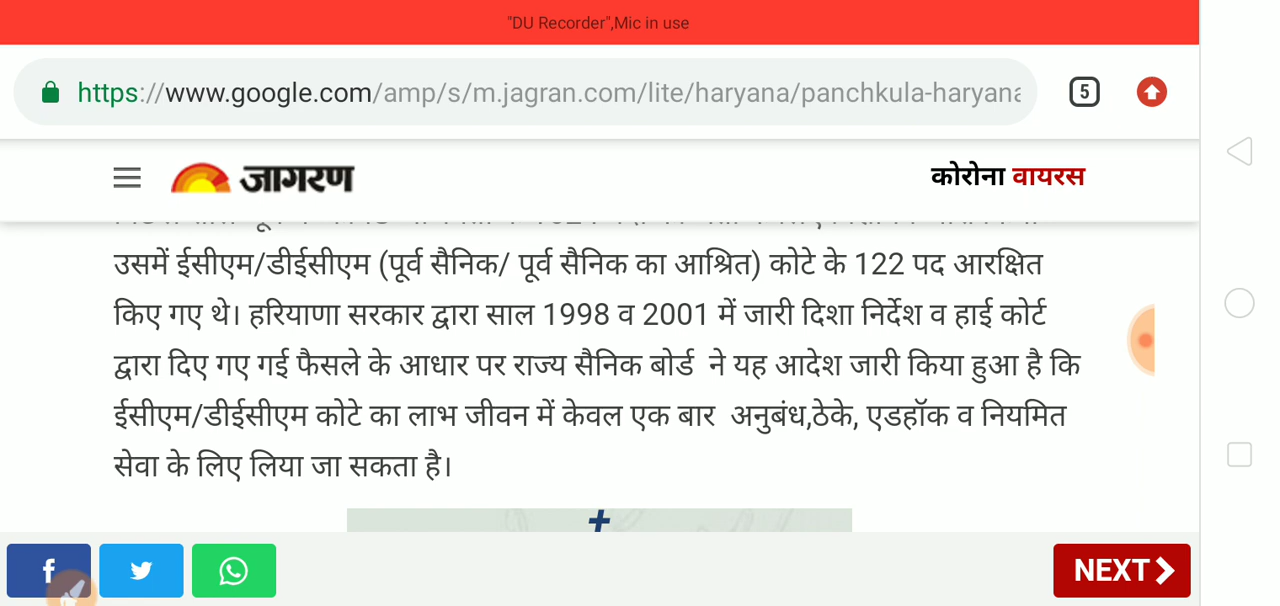 "DU Recorder",Mic in use
https://www.google.com/amp/s/m.jagran.com/lite/haryana/panchkula-haryana
5
जागरण
कोरोना वायरस
उसमें ईसीएम/डीईसीएम (पूर्व सैनिक/ पूर्व सैनिक का आश्रित) कोटे के 122 पद आरक्षित
किए गए थे। हरियाणा सरकार द्वारा साल 1998 व 2001 में जारी दिशा निर्देश व हाई कोर्ट
द्वारा दिए गए गई फैसले के आधार पर राज्य सैनिक बोर्ड ने यह आदेश जारी किया हुआ है कि
ईसीएम/डीईसीएम कोटे का लाभ जीवन में केवल एक बार अनुबंध,ठेके, एडहॉक व नियमित
सेवा के लिए लिया जा सकता है।
NEXT